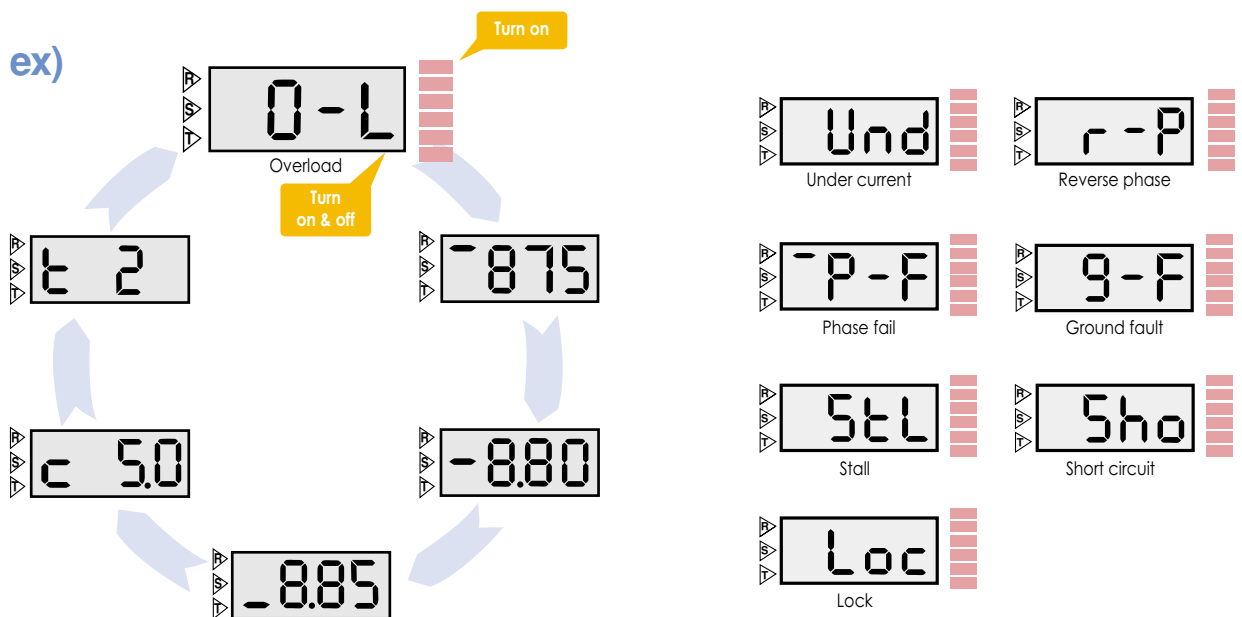 ex)
Turn on
R
S
T
0-L
Overload
Turn
on & off
R
S
T
¯875
R
S
T
-8.80
R
S
T
_8.85
R
S
T
c 5.0
R
S
T
t 2
R
S
T
Und
Under current
R
S
T
r-P
Reverse phase
R
S
T
¯P-F
Phase fail
R
S
T
g-F
Ground fault
R
S
T
StL
Stall
R
S
T
Sho
Short circuit
R
S
T
Loc
Lock